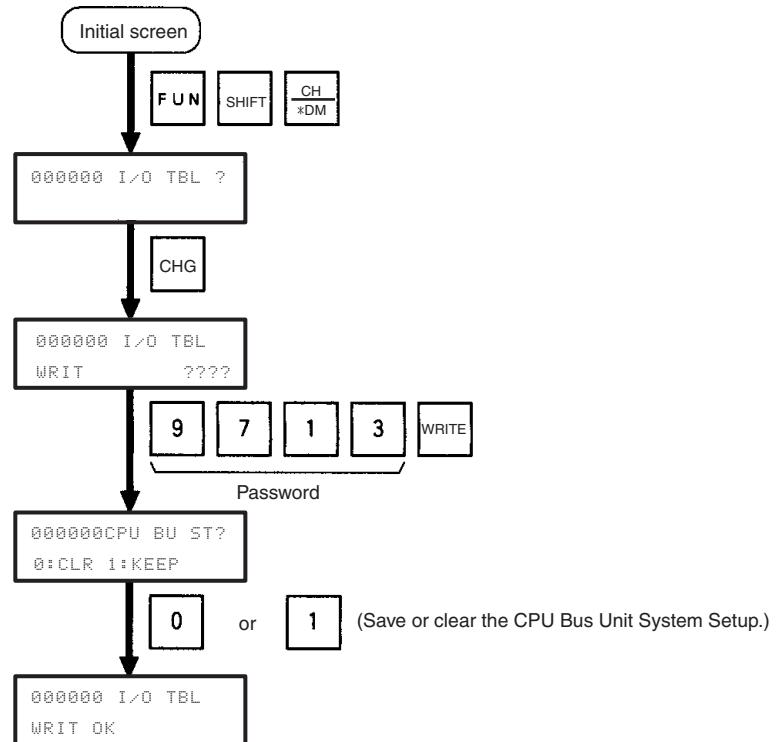 Initial screen
FUN SHIFT CH
*DM
000000 I/O TBL ?
CHG
000000 I/O TBL
WRIT ????
9 7 1 3 WRITE
Password
000000CPU BU ST?
0:CLR 1:KEEP
0 or 1 (Save or clear the CPU Bus Unit System Setup.)
000000 I/O TBL
WRIT OK